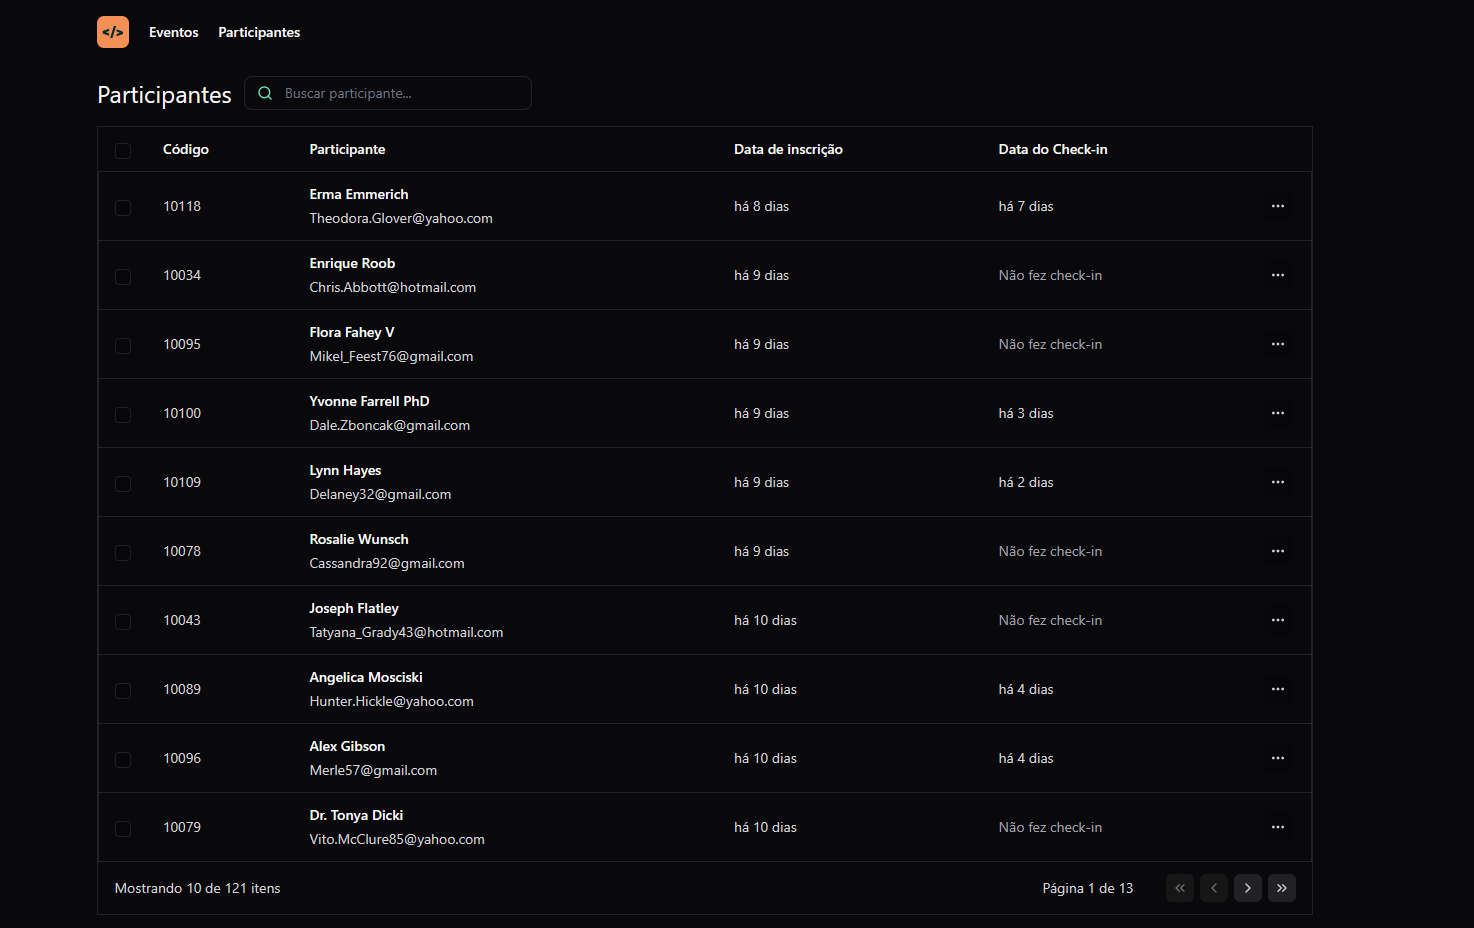 </> Eventos Participantes
Participantes Buscar participante...
Código Participante Data de inscrição Data do Check-in
Erma Emmerich
10118 há 8 dias há 7 dias
Theodora.Glover@yahoo.com
Enrique Roob
10034 há 9 dias Não fez check-in
Chris.Abbott@hotmail.com
Flora Fahey V
10095 há 9 dias Não fez check-in
Mikel_Feest76@gmail.com
Yvonne Farrell PhD
10100 há 9 dias há 3 dias
Dale.Zboncak@gmail.com
Lynn Hayes
10109 há 9 dias há 2 dias
Delaney32@gmail.com
Rosalie Wunsch
10078 há 9 dias Não fez check-in
Cassandra92@gmail.com
Joseph Flatley
10043 há 10 dias Não fez check-in
Tatyana_Grady43@hotmail.com
Angelica Mosciski
10089 há 10 dias há 4 dias
Hunter.Hickle@yahoo.com
Alex Gibson
10096 há 10 dias há 4 dias
Merle57@gmail.com
Dr. Tonya Dicki
10079 há 10 dias Não fez check-in
Vito.McClure85@yahoo.com
Mostrando 10 de 121 itens Página 1 de 13